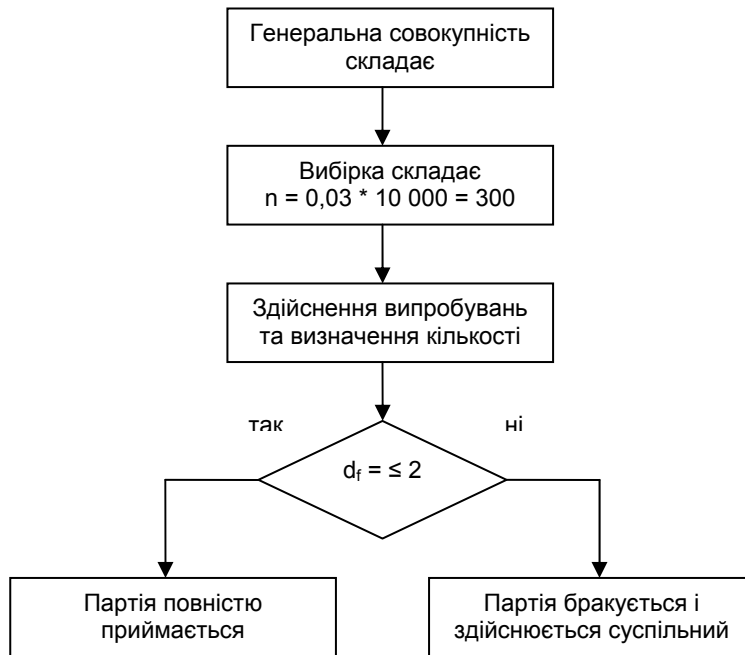 Генеральна совокупність
складає
Вибірка складає
n = 0,03 * 10 000 = 300
Здійснення випробувань
та визначення кількості
так
ні
df = ≤ 2
Партія повністю
приймається
Партія бракується і
здійснюється суспільний